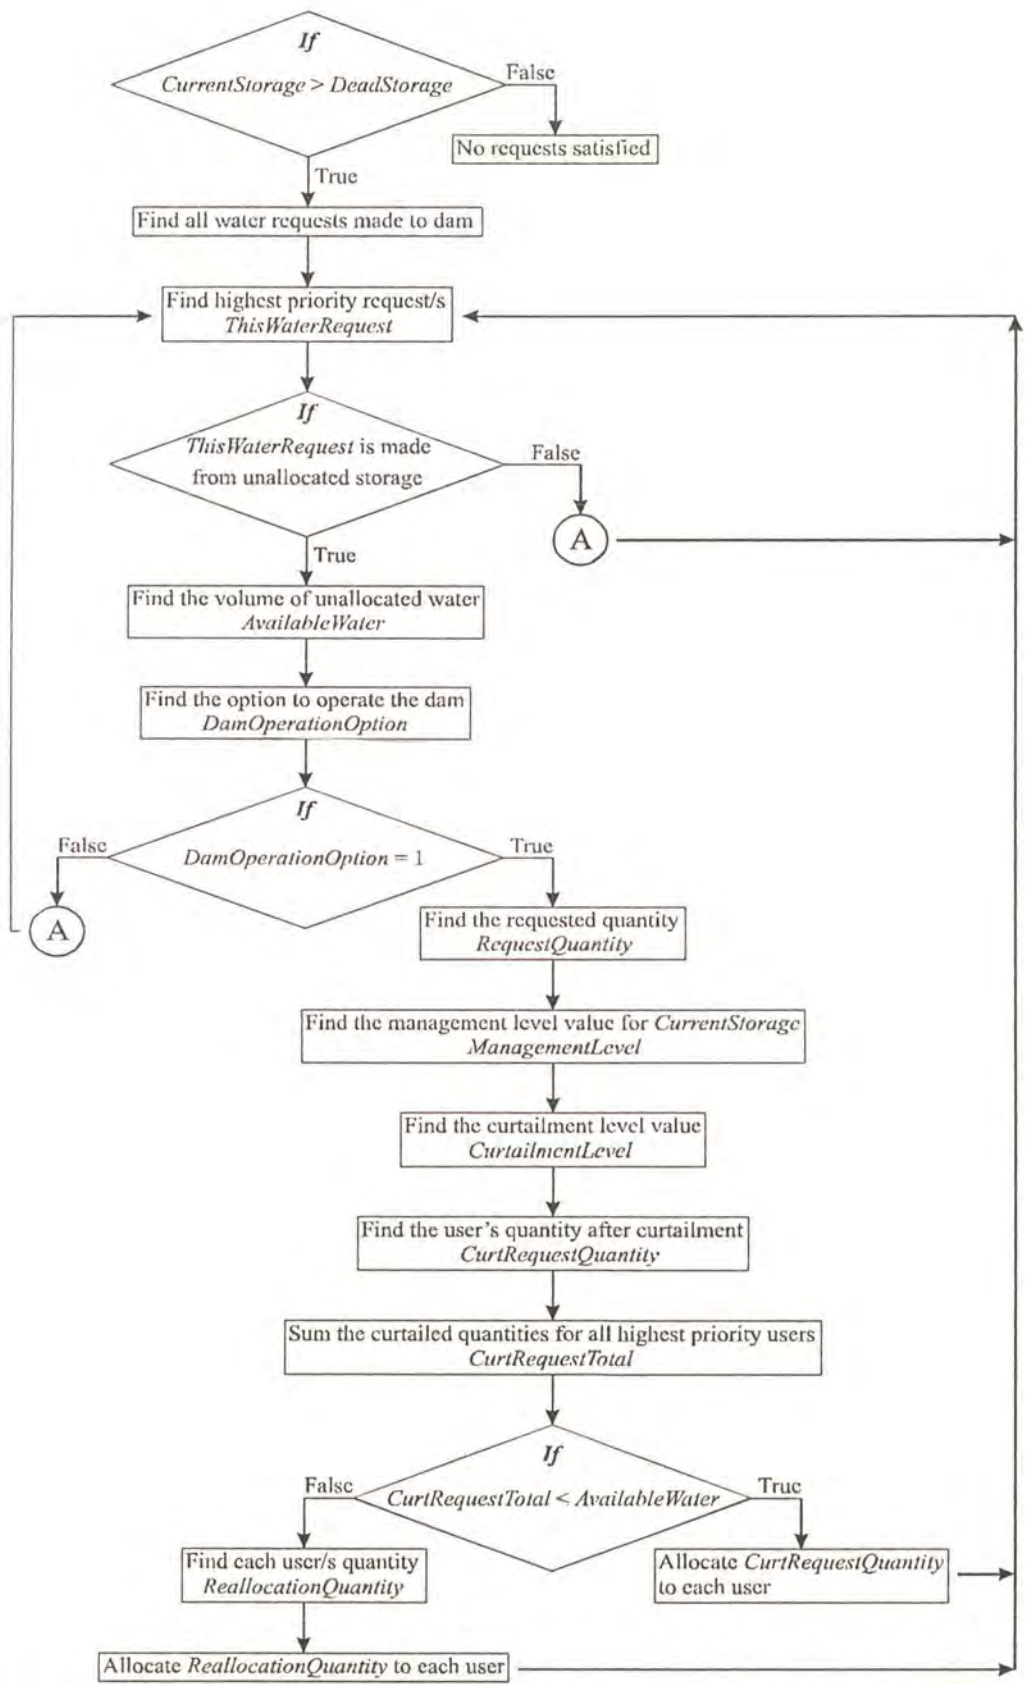 If
CurrentStorage > DeadStorage
False
No requests satisfied
True
Find all water requests made to dam
Find highest priority request/s
ThisWaterRequest
If
ThisWaterRequest is made
from unallocated storage
False
A
True
Find the volume of unallocated water
AvailableWater
Find the option to operate the dam
DamOperationOption
If
DamOperationOption = 1
False
True
A
Find the requested quantity
RequestQuantity
Find the management level value for CurrentStorage
ManagementLevel
Find the curtailment level value
CurtailmentLevel
Find the user's quantity after curtailment
CurtRequestQuantity
Sum the curtailed quantities for all highest priority users
CurtRequestTotal
If
CurtRequestTotal < AvailableWater
False
True
Find each user/s quantity
ReallocationQuantity
Allocate CurtRequestQuantity
to each user
Allocate ReallocationQuantity to each user